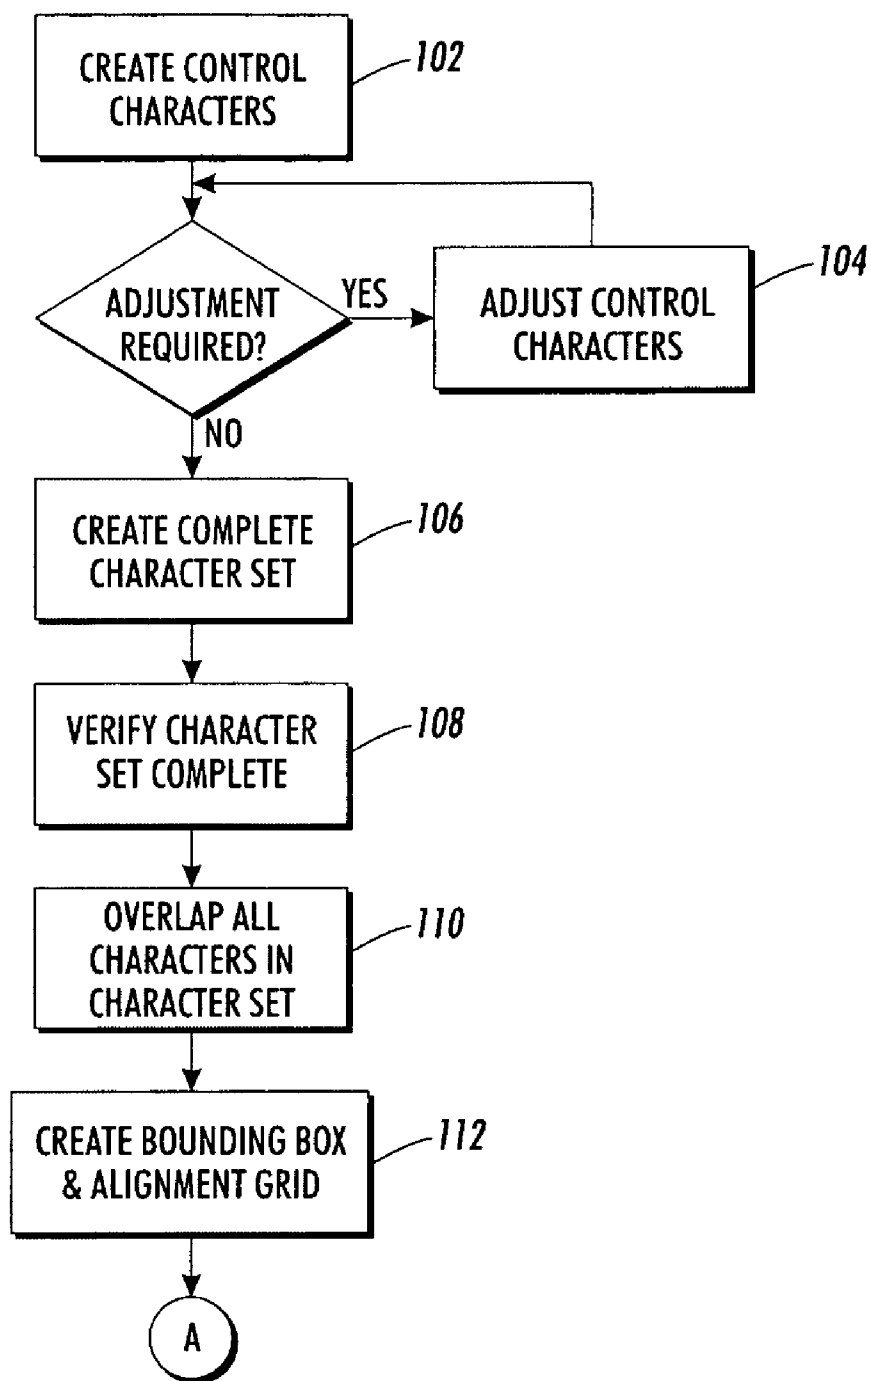 CREATE CONTROL
CHARACTERS
102
ADJUSTMENT
REQUIRED?
YES
NO
ADJUST CONTROL
CHARACTERS
104
CREATE COMPLETE
CHARACTER SET
106
VERIFY CHARACTER
SET COMPLETE
108
OVERLAP ALL
CHARACTERS IN
CHARACTER SET
110
CREATE BOUNDING BOX
& ALIGNMENT GRID
112
A